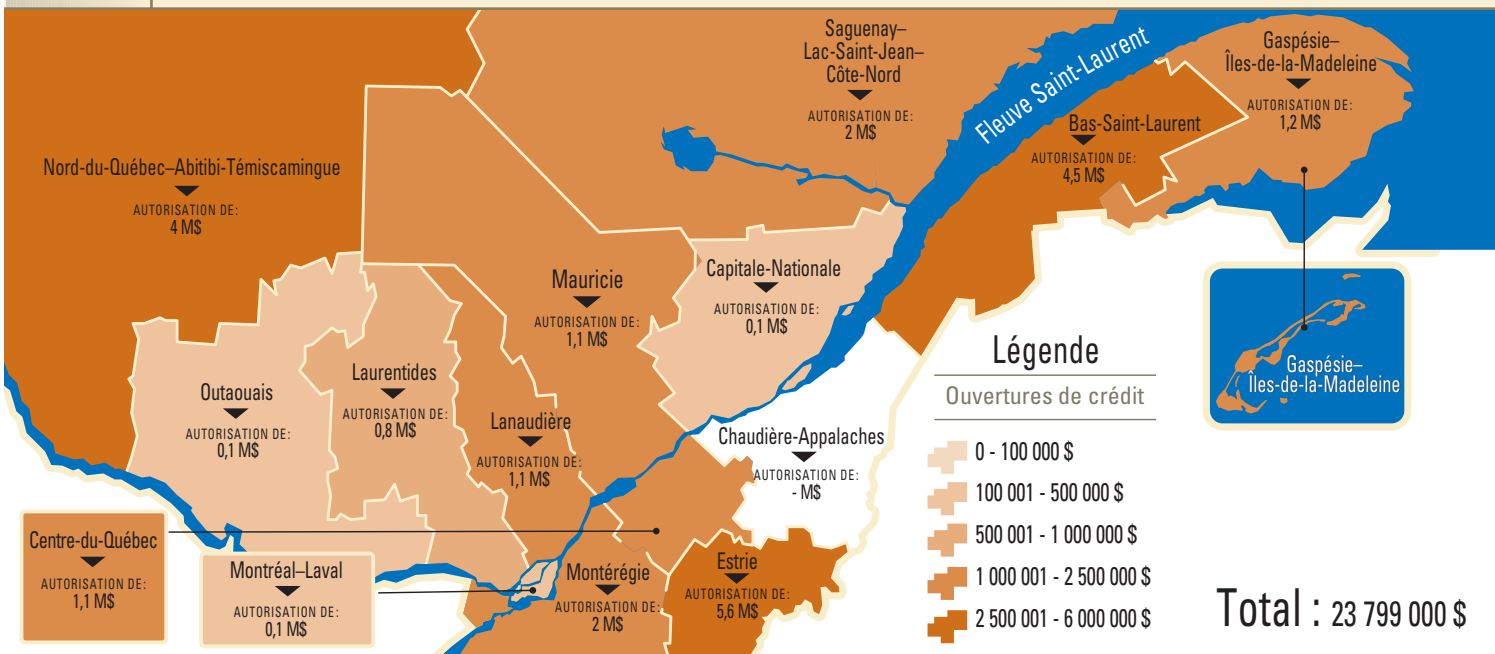 Saguenay–
Lac-Saint-Jean–
Côte-Nord
AUTORISATION DE:
2 M$
Fleuve Saint-Laurent
Gaspésie–
Îles-de-la-Madeleine
AUTORISATION DE:
1,2 M$
Bas-Saint-Laurent
AUTORISATION DE:
4,5 M$
Nord-du-Québec–Abitibi-Témiscamingue
AUTORISATION DE:
4 M$
Mauricie
AUTORISATION DE:
1,1 M$
Capitale-Nationale
AUTORISATION DE:
0,1 M$
Outaouais
AUTORISATION DE:
0,1 M$
Laurentides
AUTORISATION DE:
0,8 M$
Lanaudière
AUTORISATION DE:
1,1 M$
Chaudière-Appalaches
AUTORISATION DE:
- M$
Gaspésie–
Îles-de-la-Madeleine
Centre-du-Québec
AUTORISATION DE:
1,1 M$
Montréal–Laval
AUTORISATION DE:
0,1 M$
Montérégie
AUTORISATION DE:
2 M$
Estrie
AUTORISATION DE:
5,6 M$
Légende
Ouvertures de crédit
0 - 100 000 $
100 001 - 500 000 $
500 001 - 1 000 000 $
1 000 001 - 2 500 000 $
2 500 001 - 6 000 000 $
Total : 23 799 000 $